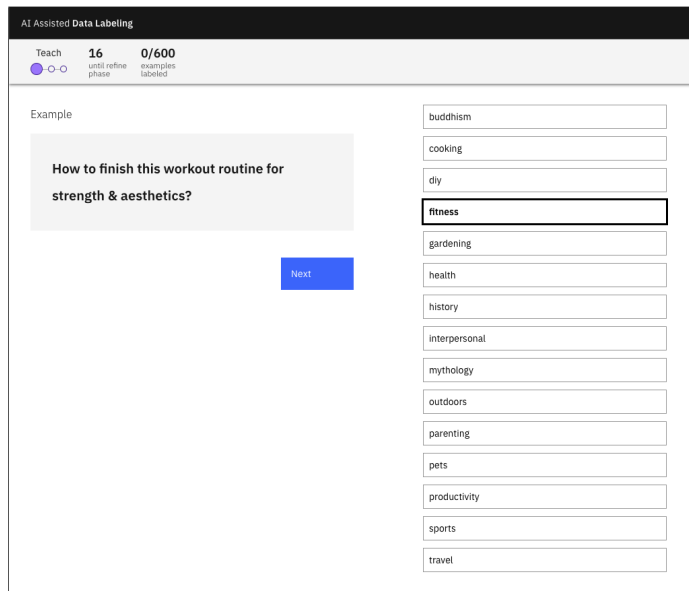 AI Assisted Data Labeling
Teach
16
until refine
phase
0/600
examples
labeled
Example
How to finish this workout routine for
strength & aesthetics?
Next
buddhism
cooking
diy
fitness
gardening
health
history
interpersonal
mythology
outdoors
parenting
pets
productivity
sports
travel